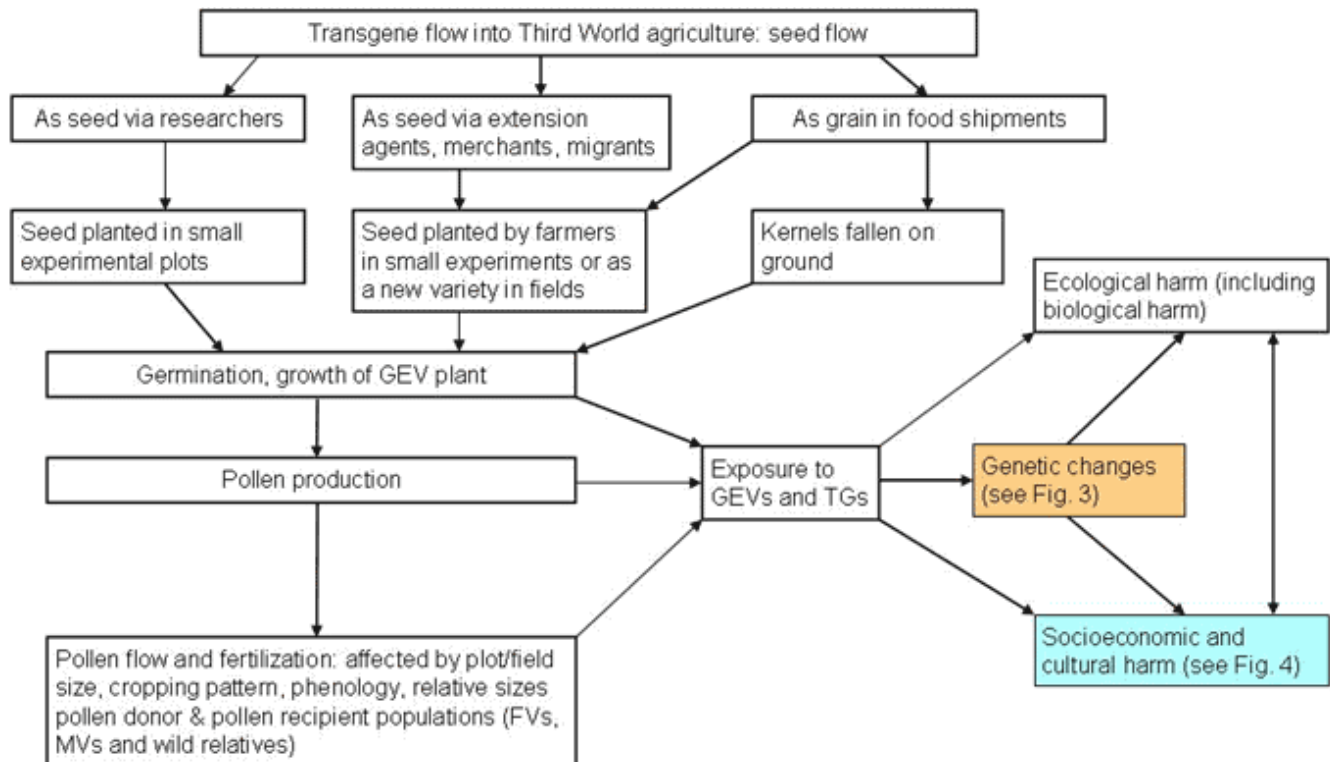 Transgene flow into Third World agriculture: seed flow
As seed via researchers
As seed via extension
agents, merchants, migrants
As grain in food shipments
Seed planted in small
experimental plots
Seed planted by farmers
in small experiments or as
a new variety in fields
Kernels fallen on
ground
Ecological harm (including
biological harm)
Germination, growth of GEV plant
Pollen production
Exposure to
GEVs and TGs
Genetic changes
(see Fig. 3)
Pollen flow and fertilization: affected by plot/field
size, cropping pattern, phenology, relative sizes
pollen donor & pollen recipient populations (FVs,
MVs and wild relatives)
Socioeconomic and
cultural harm (see Fig. 4)